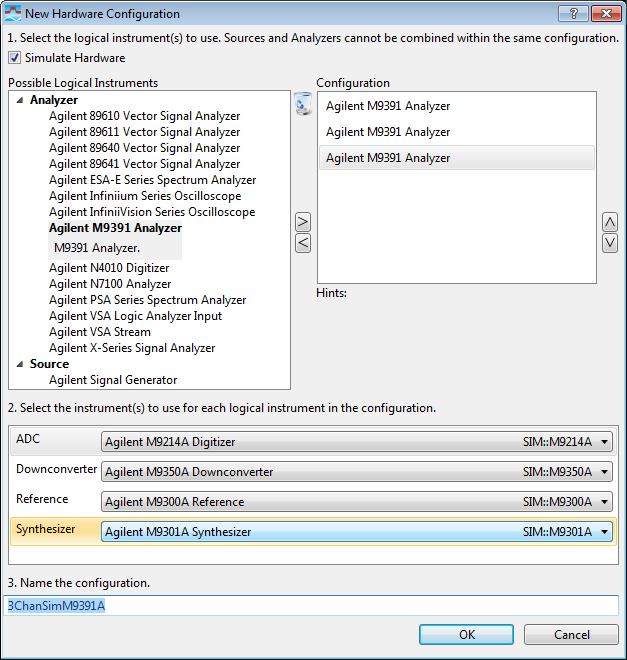 New Hardware Configuration
1. Select the logical instrument(s) to use. Sources and Analyzers cannot be combined within the same configuration.
Simulate Hardware
Possible Logical Instruments
Analyzer
Agilent 89610 Vector Signal Analyzer
Agilent 89611 Vector Signal Analyzer
Agilent 89640 Vector Signal Analyzer
Agilent 89641 Vector Signal Analyzer
Agilent ESA-E Series Spectrum Analyzer
Agilent Infiniium Series Oscilloscope
Agilent InfiniiVision Series Oscilloscope
Agilent M9391 Analyzer
M9391 Analyzer.
Agilent N4010 Digitizer
Agilent N7100 Analyzer
Agilent PSA Series Spectrum Analyzer
Agilent VSA Logic Analyzer Input
Agilent VSA Stream
Agilent X-Series Signal Analyzer
Source
Agilent Signal Generator
Configuration
Agilent M9391 Analyzer
Agilent M9391 Analyzer
Agilent M9391 Analyzer
Hints:
2. Select the instrument(s) to use for each logical instrument in the configuration.
ADC Agilent M9214A Digitizer SIM::M9214A
Downconverter Agilent M9350A Downconverter SIM::M9350A
Reference Agilent M9300A Reference SIM::M9300A
Synthesizer Agilent M9301A Synthesizer SIM::M9301A
3. Name the configuration.
3ChanSimM9391A
OK Cancel